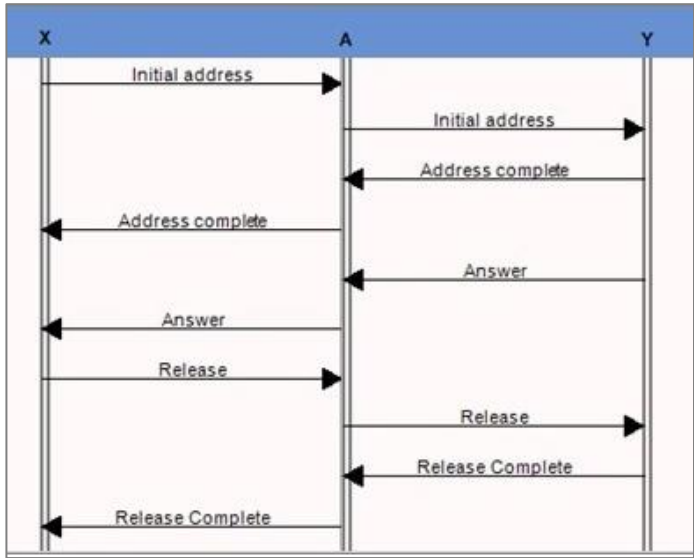 X A Y
Initial address
Initial address
Address complete
Address complete
Answer
Answer
Release
Release
Release Complete
Release Complete